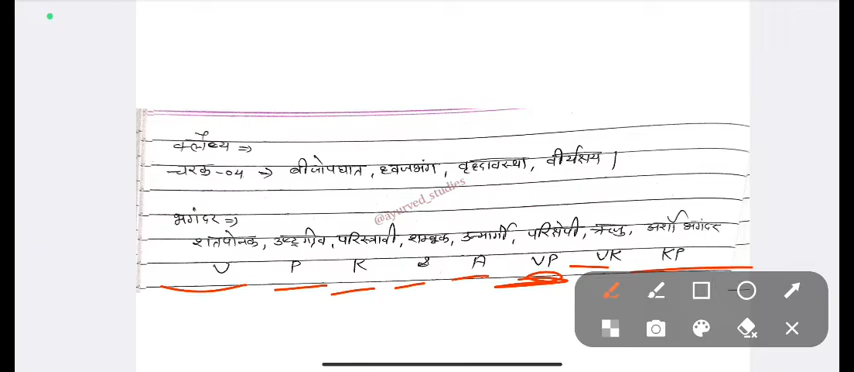 क्लैव्य ⇒
चरक-०४ → बीजोपघात, ध्वजभंग, वृद्धावस्था, वीर्यक्षय |
@ayurved_studies
भगंदर ⇒
शतपोनक, उष्ट्रग्रीव, परिस्त्रावी, शम्बूक, उन्मार्गी, परिक्षेपी, ऋजु, अर्शो भगंदर
V P K S A VP VK KP